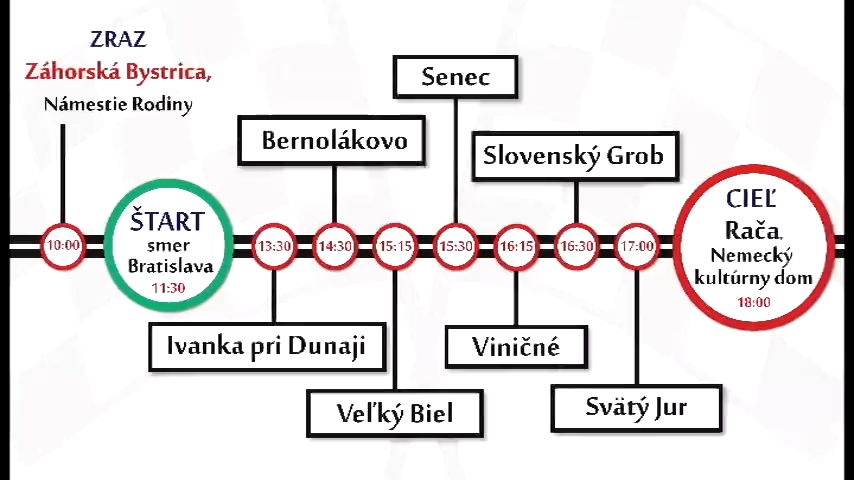 ZRAZ
Záhorská Bystrica,
Námestie Rodiny
10:00
ŠTART
smer
Bratislava
11:30
13:30
Ivanka pri Dunaji
14:30
Bernolákovo
15:15
Veľký Biel
15:30
Senec
16:15
Viničné
16:30
Slovenský Grob
17:00
Svätý Jur
CIEĽ
Rača,
Nemecký
kultúrny dom
18:00